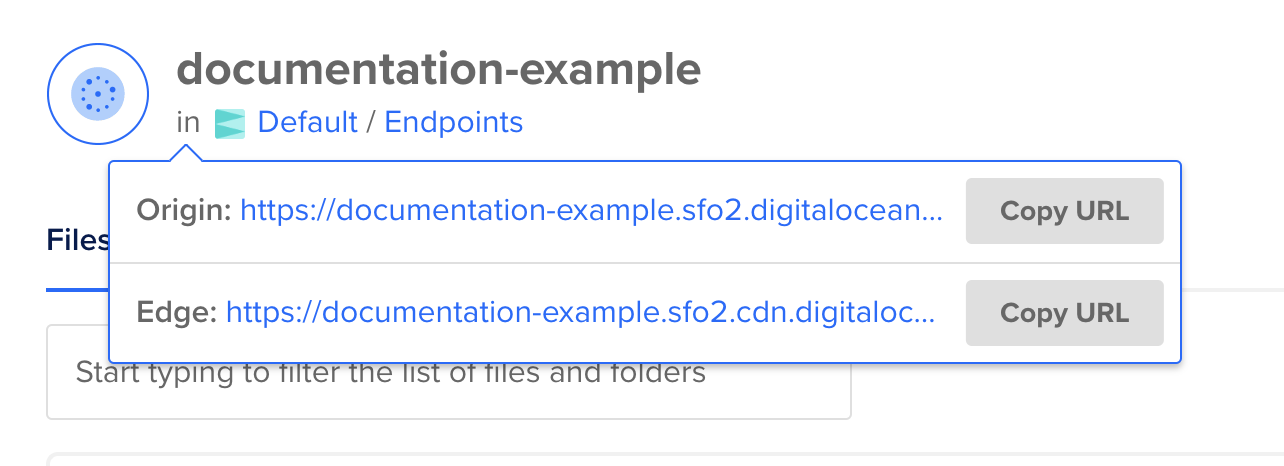 documentation-example
in Default / Endpoints
Origin: https://documentation-example.sfo2.digitalocean... Copy URL
Files
Edge: https://documentation-example.sfo2.cdn.digitaloc... Copy URL
Start typing to filter the list of files and folders